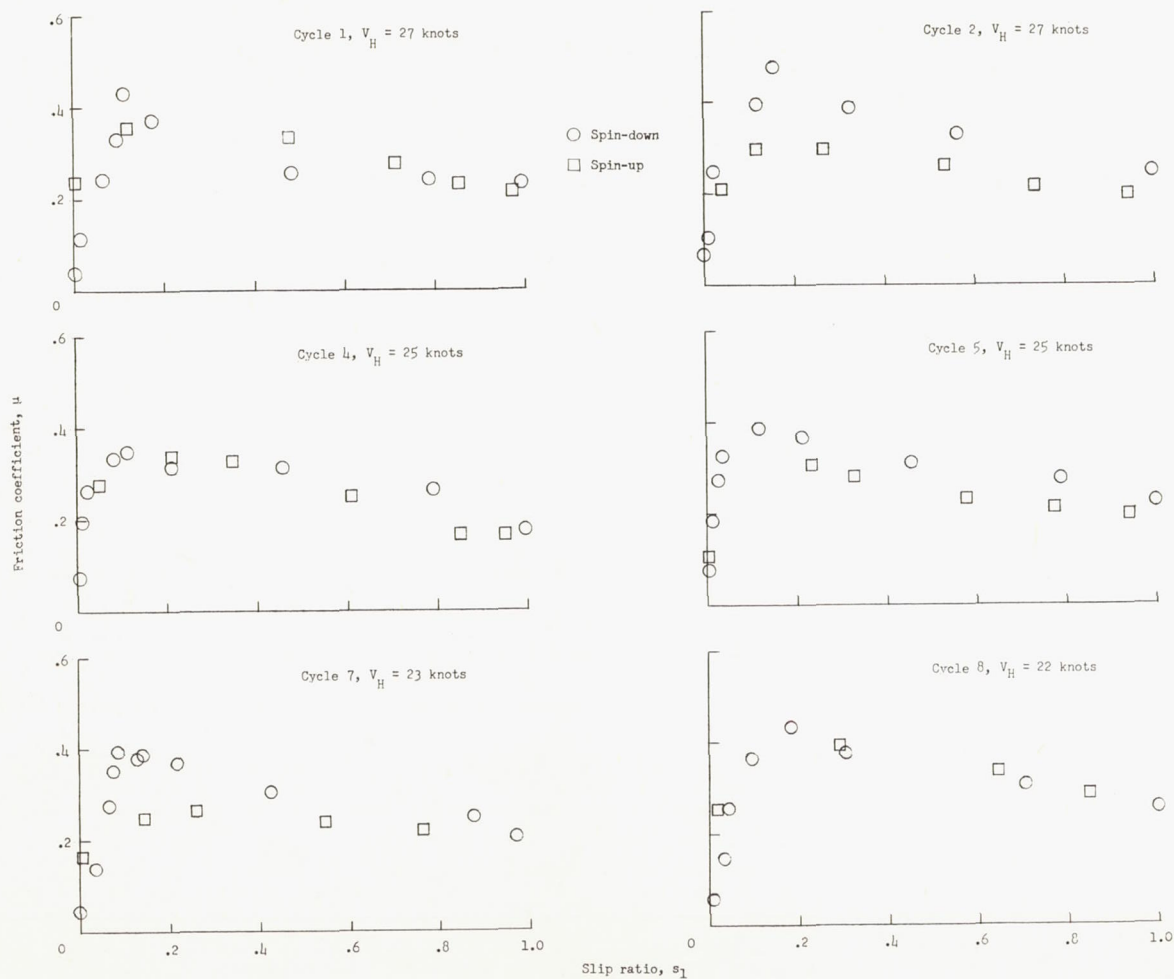 .6
Cycle 1, V_H = 27 knots
Cycle 2, V_H = 27 knots
.4
○ Spin-down
□ Spin-up
.2
0
.6
Cycle 4, V_H = 25 knots
Cycle 5, V_H = 25 knots
.4
.2
0
Friction coefficient, μ
.6
Cycle 7, V_H = 23 knots
Cycle 8, V_H = 22 knots
.4
.2
0 .2 .4 .6 .8 1.0
0 .2 .4 .6 .8 1.0
Slip ratio, s₁